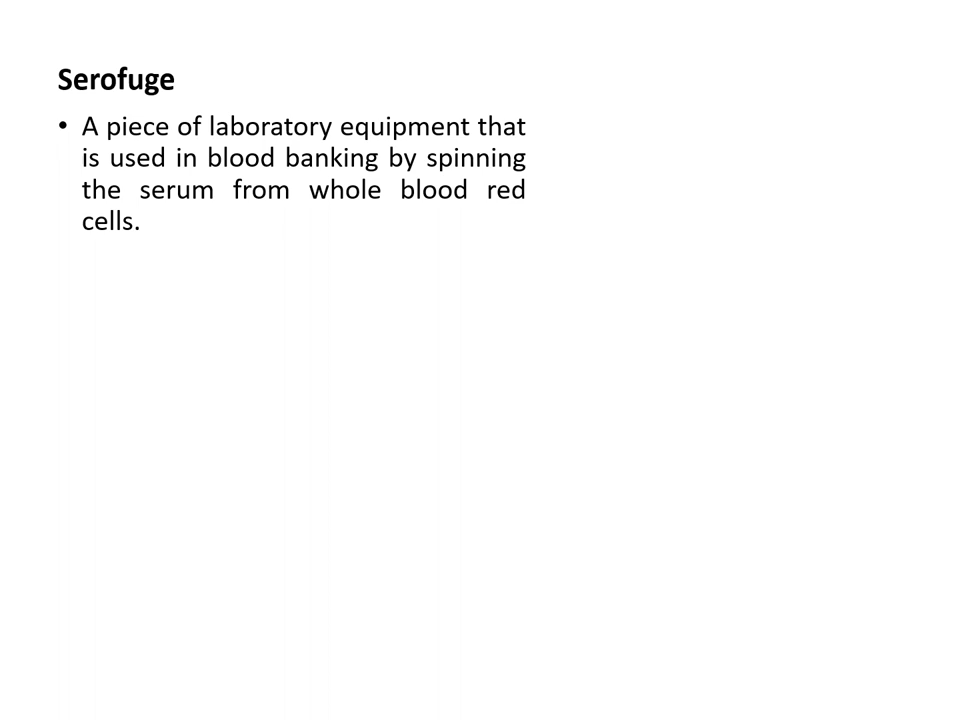 Serofuge
• A piece of laboratory equipment that
is used in blood banking by spinning
the serum from whole blood red
cells.